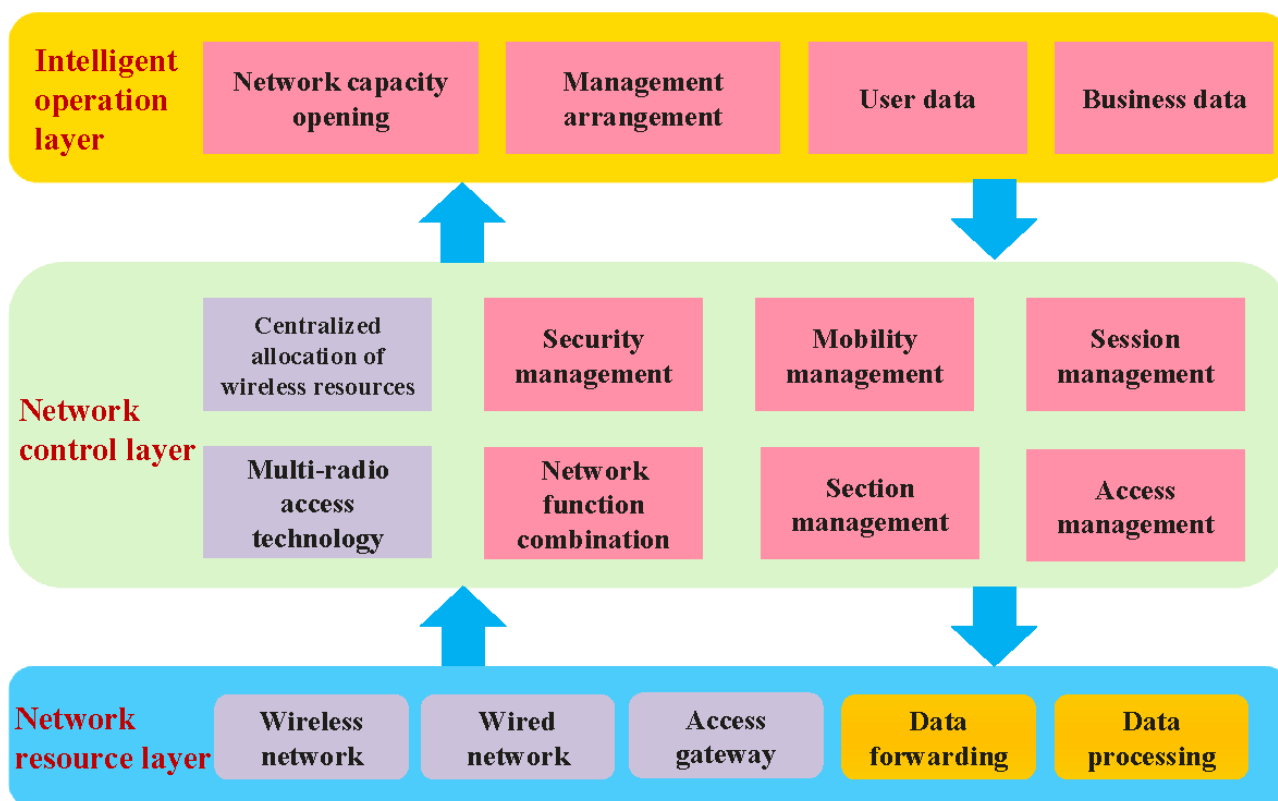 Intelligent
operation
layer
Network capacity
opening
Management
arrangement
User data
Business data
Network
control layer
Centralized
allocation of
wireless resources
Security
management
Mobility
management
Session
management
Multi-radio
access
technology
Network
function
combination
Section
management
Access
management
Network
resource layer
Wireless
network
Wired
network
Access
gateway
Data
forwarding
Data
processing